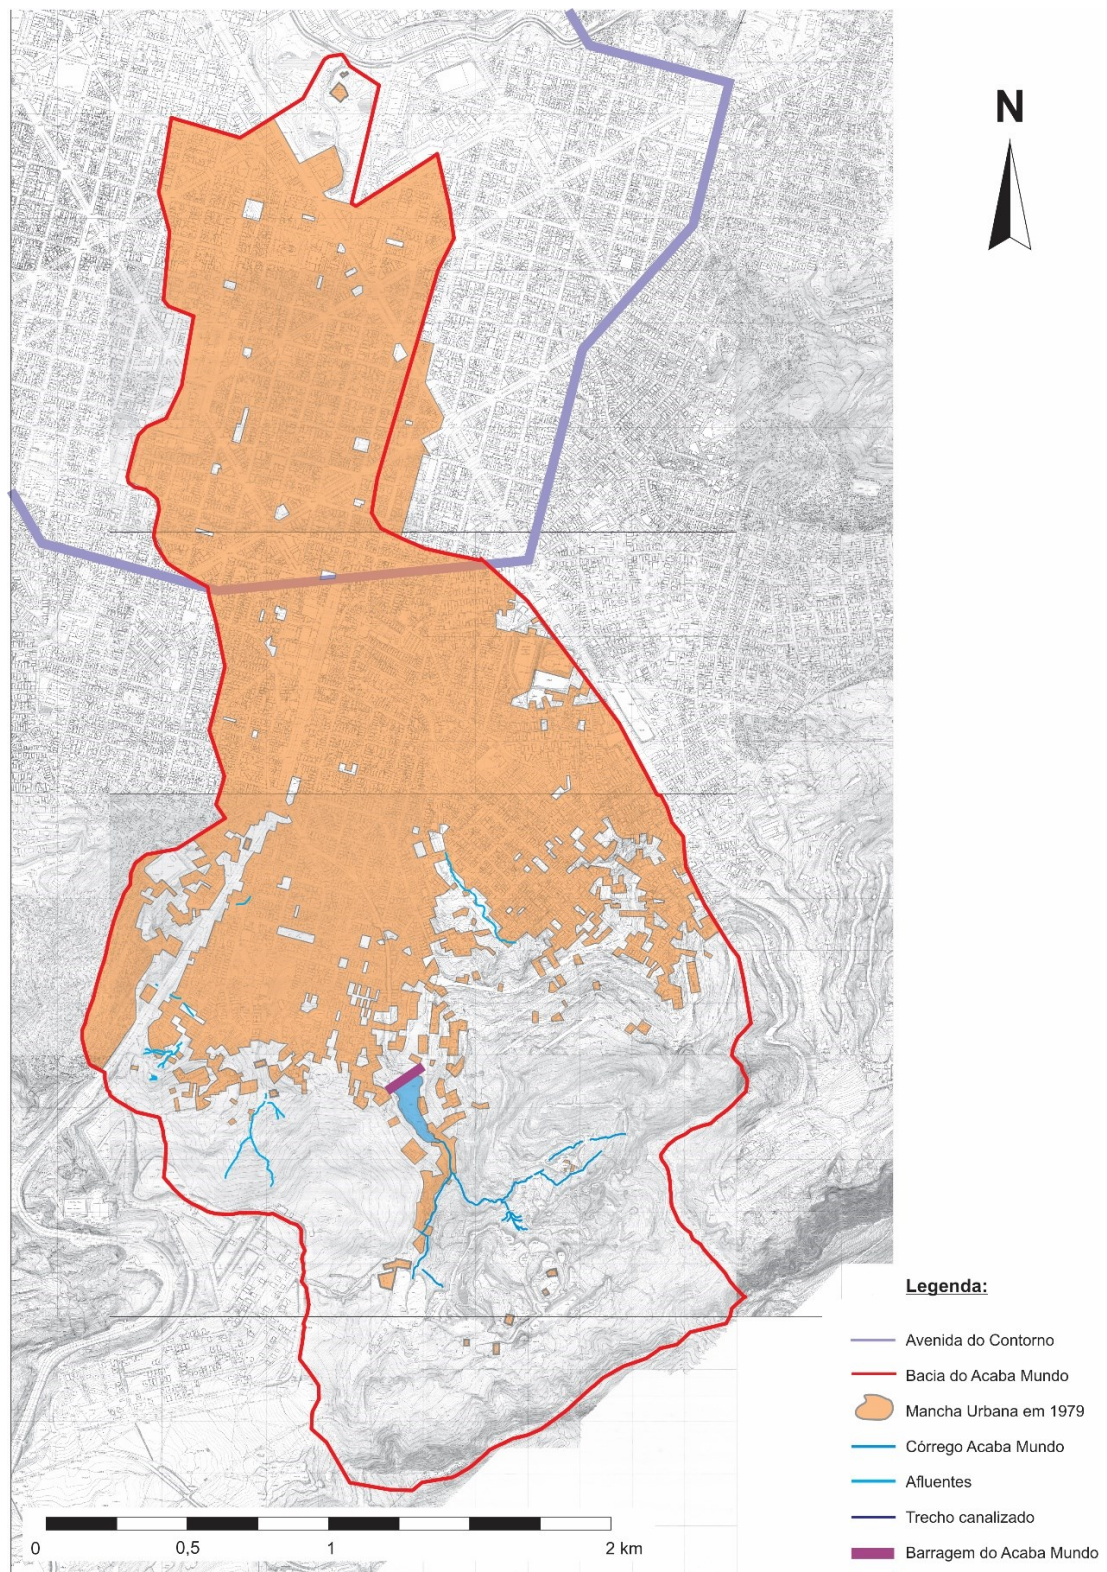 N
Legenda:
Avenida do Contorno
Bacia do Acaba Mundo
Mancha Urbana em 1979
Córrego Acaba Mundo
Afluentes
Trecho canalizado
Barragem do Acaba Mundo
0 0,5 1 2 km